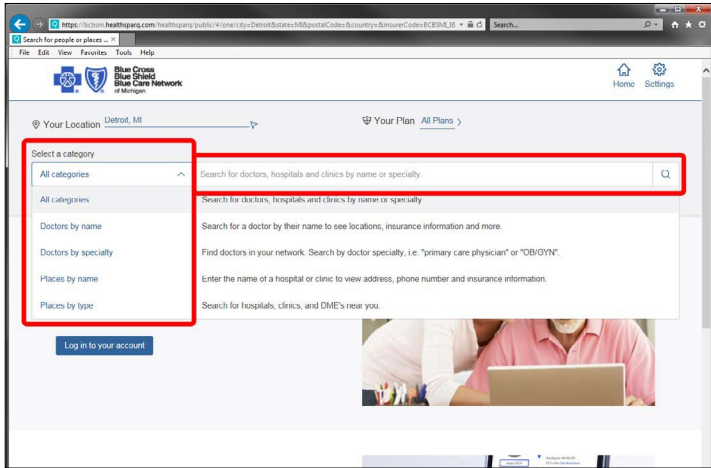 https://bcbsm.healthsparq.com/healthsparq/public/#/one/city=Detroit&state=MI&postalCode=&country=&insurerCode=BCBSMI_I&
Search...
Search for people or places ...
File Edit View Favorites Tools Help
Blue Cross
Blue Shield
Blue Care Network
of Michigan
Home Settings
Your Location Detroit, MI
Your Plan All Plans
Select a category
All categories
Search for doctors, hospitals and clinics by name or specialty.
All categories
Search for doctors, hospitals and clinics by name or specialty
Doctors by name
Search for a doctor by their name to see locations, insurance information and more.
Doctors by specialty
Find doctors in your network. Search by doctor specialty, i.e. "primary care physician" or "OB/GYN".
Places by name
Enter the name of a hospital or clinic to view address, phone number and insurance information.
Places by type
Search for hospitals, clinics, and DME's near you.
Log in to your account